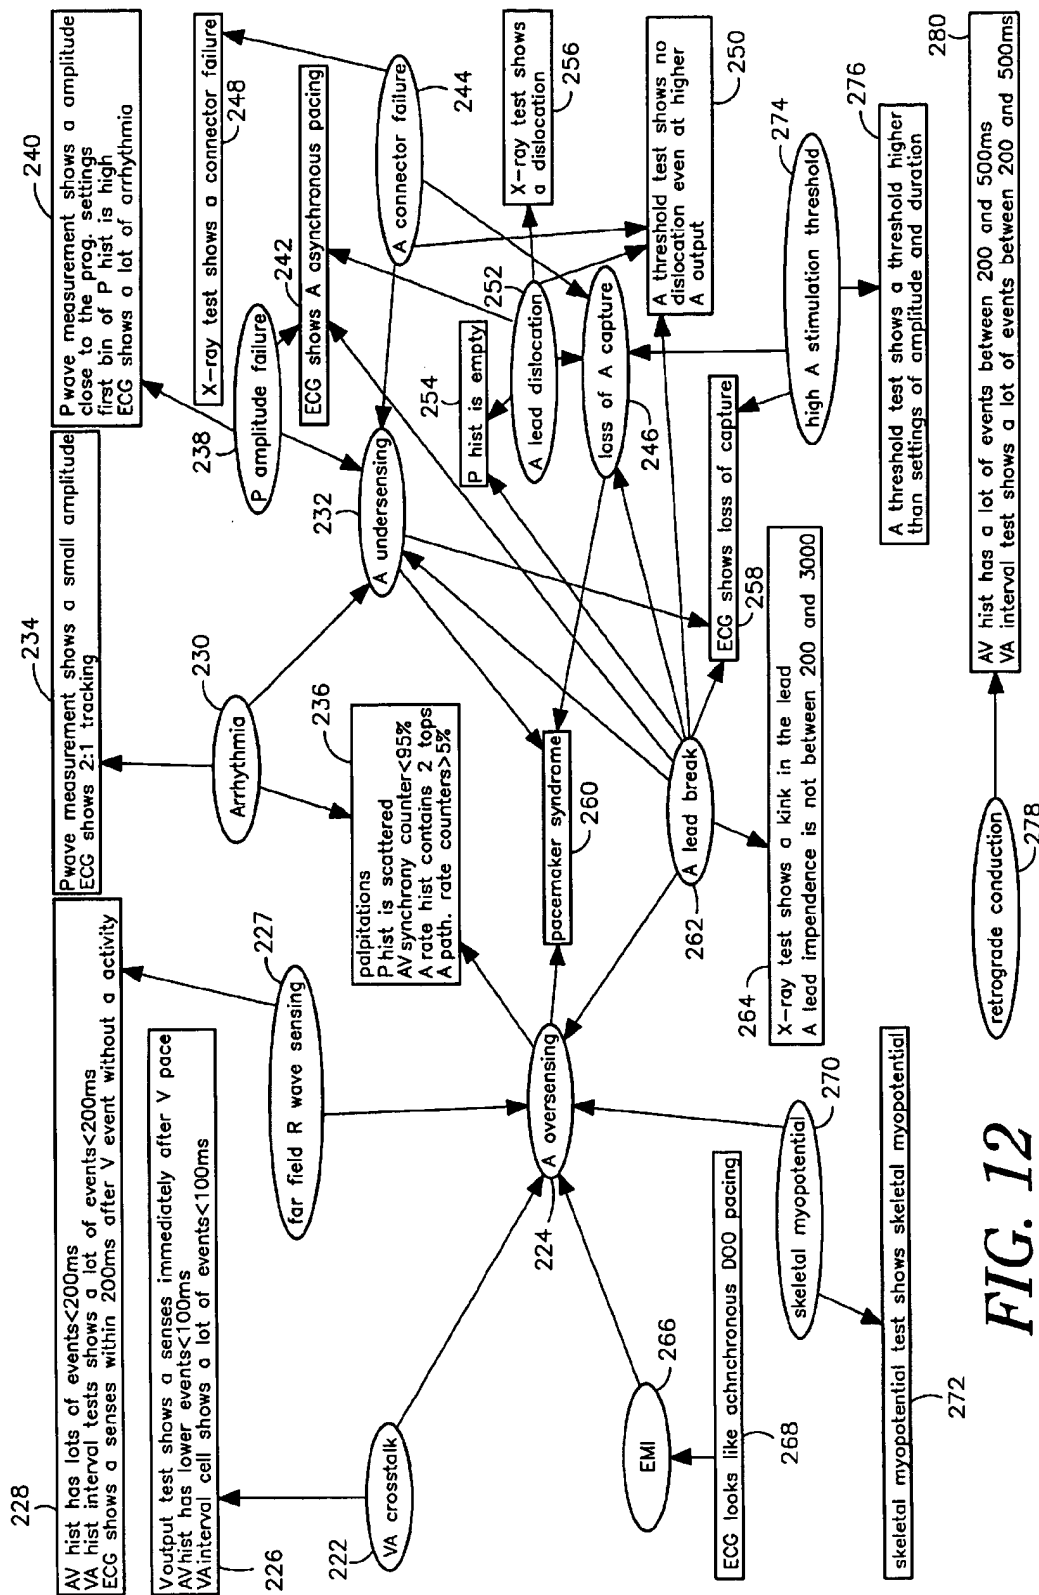 228
AV hist has lots of events<200ms
VA hist interval tests shows a lot of events<200ms
ECG shows a senses within 200ms after V event without a activity
234
Pwave measurement shows a small amplitude
ECG shows 2:1 tracking
240
Pwave measurement shows a amplitude
close to the prog. settings
first bin of P hist is high
ECG shows a lot of arrhythmia
226
Voutput test shows a senses immediately after V pace
AVhist has lower events<100ms
VAinterval cell shows a lot of events<100ms
227
far field R wave sensing
230
Arrhythmia
238
P amplitude failure
X-ray test shows a connector failure
248
242
ECG shows A asynchronous pacing
A connector failure
244
222
VA crosstalk
236
palpitations
P hist is scattered
AVsynchrony counter<95%
A rate hist contains 2 tops
A path. rate counters>5%
232
A undersensing
254
P hist is empty
252
A lead dislocation
X-ray test shows
a dislocation
256
224
A oversensing
pacemaker syndrome
260
loss of A capture
246
A threshold test shows no
dislocation even at higher
A output
250
266
EMI
262
A lead break
ECG shows loss of capture
258
ECG looks like achnchronous DOO pacing
268
skeletal myopotential
270
264
X-ray test shows a kink in the lead
A lead impendence is not between 200 and 3000
high A stimulation threshold
274
skeletal myopotential test shows skeletal myopotential
272
A threshold test shows a threshold higher
than settings of amplitude and duration
276
retrograde conduction
278
AV hist has a lot of events between 200 and 500ms
VA interval test shows a lot of events between 200 and 500ms
280
FIG. 12